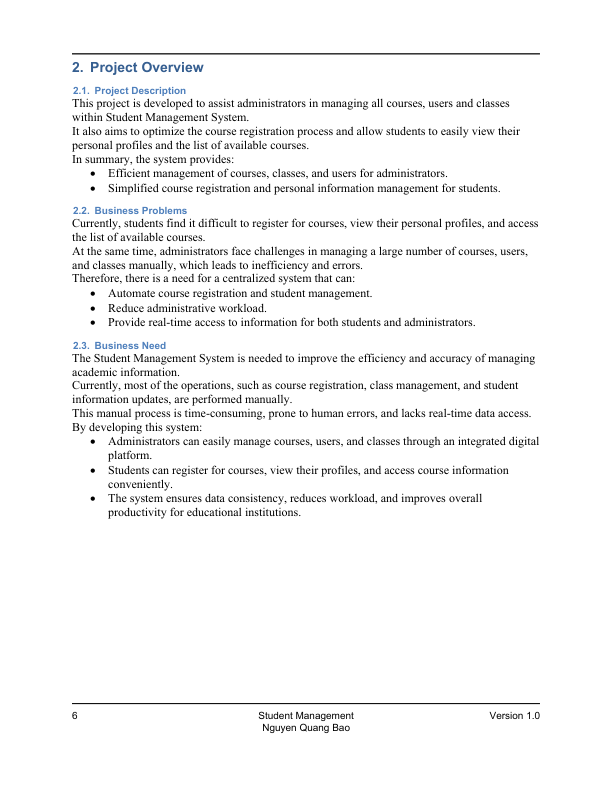 2. Project Overview
2.1. Project Description
This project is developed to assist administrators in managing all courses, users and classes
within Student Management System.
It also aims to optimize the course registration process and allow students to easily view their
personal profiles and the list of available courses.
In summary, the system provides:
• Efficient management of courses, classes, and users for administrators.
• Simplified course registration and personal information management for students.
2.2. Business Problems
Currently, students find it difficult to register for courses, view their personal profiles, and access
the list of available courses.
At the same time, administrators face challenges in managing a large number of courses, users,
and classes manually, which leads to inefficiency and errors.
Therefore, there is a need for a centralized system that can:
• Automate course registration and student management.
• Reduce administrative workload.
• Provide real-time access to information for both students and administrators.
2.3. Business Need
The Student Management System is needed to improve the efficiency and accuracy of managing
academic information.
Currently, most of the operations, such as course registration, class management, and student
information updates, are performed manually.
This manual process is time-consuming, prone to human errors, and lacks real-time data access.
By developing this system:
• Administrators can easily manage courses, users, and classes through an integrated digital
platform.
• Students can register for courses, view their profiles, and access course information
conveniently.
• The system ensures data consistency, reduces workload, and improves overall
productivity for educational institutions.
6 Student Management Version 1.0
Nguyen Quang Bao